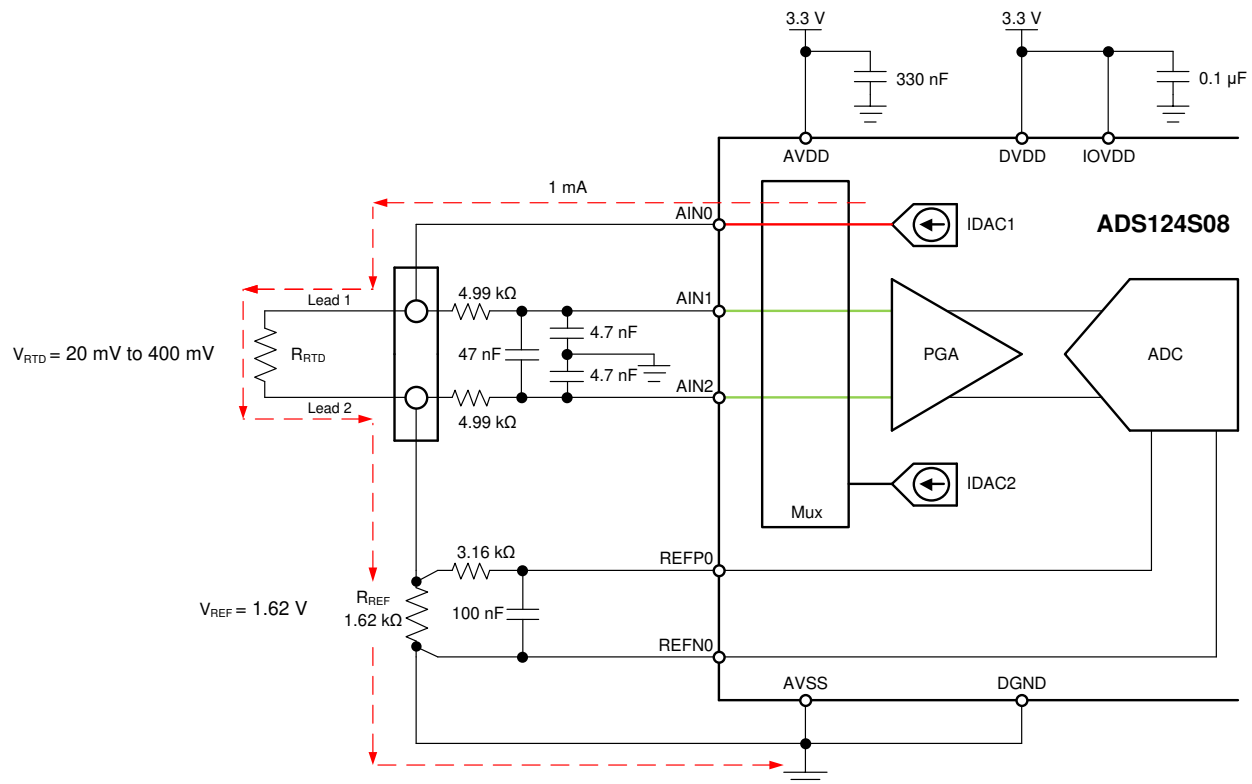 3.3 V
3.3 V
330 nF
0.1 µF
AVDD
DVDD
IOVDD
1 mA
AIN0
IDAC1
ADS124S08
Lead 1
4.99 kΩ
AIN1
4.7 nF
V_RTD = 20 mV to 400 mV
R_RTD
47 nF
PGA
ADC
4.7 nF
Lead 2
AIN2
4.99 kΩ
IDAC2
Mux
3.16 kΩ
REFP0
V_REF = 1.62 V
R_REF
1.62 kΩ
100 nF
REFN0
AVSS
DGND